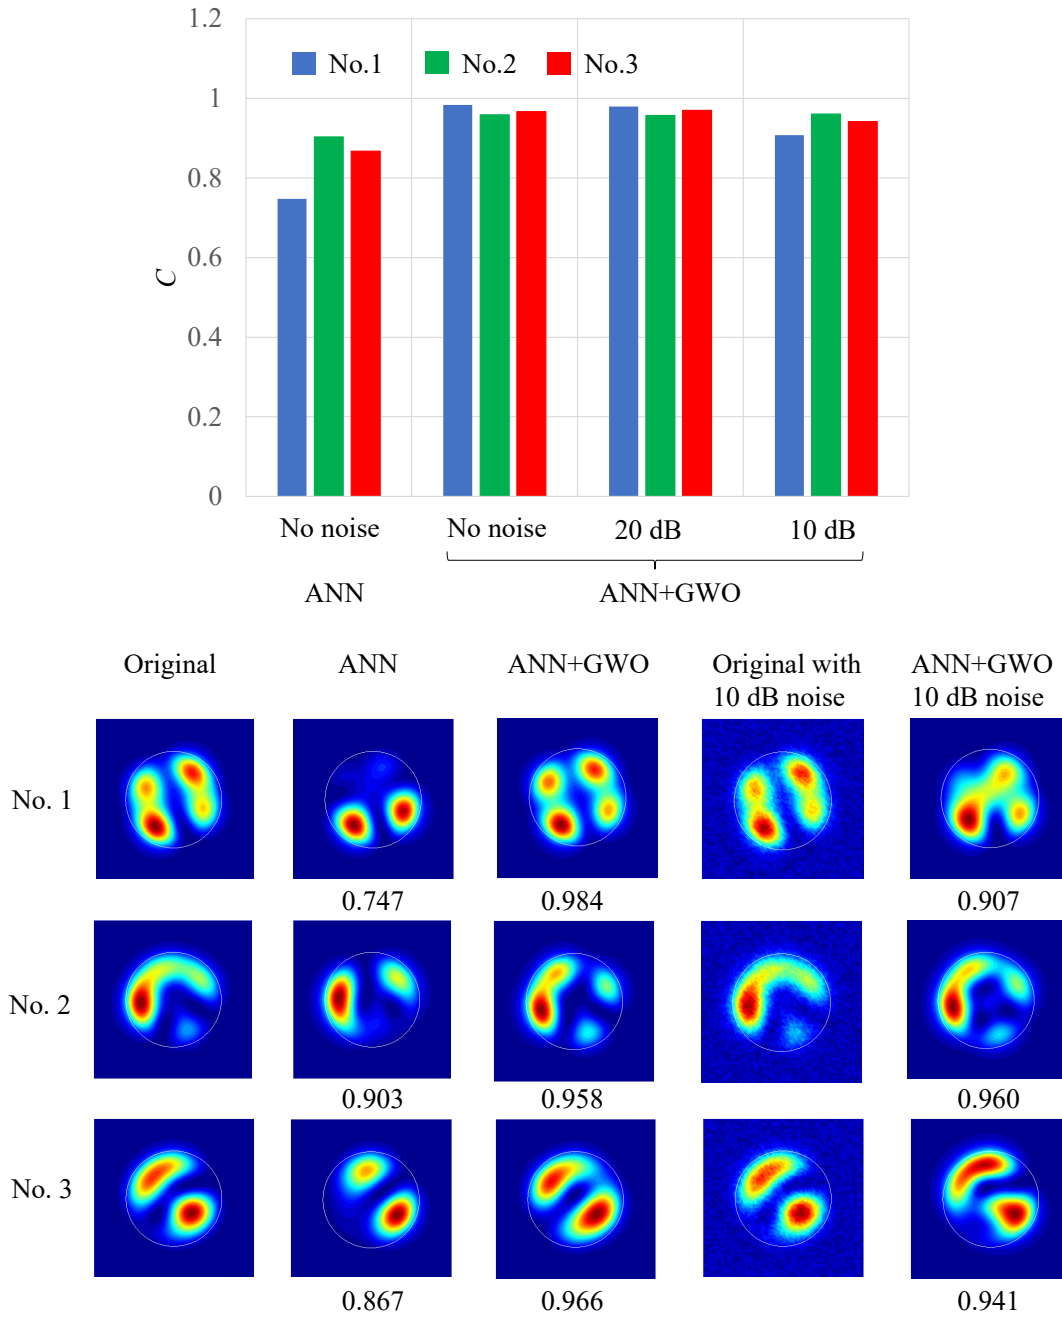 1.2
No.1 No.2 No.3
1
0.8
0.6
C
0.4
0.2
0
No noise No noise 20 dB 10 dB
ANN ANN+GWO
Original ANN ANN+GWO Original with 10 dB noise ANN+GWO 10 dB noise
No. 1
0.747 0.984 0.907
No. 2
0.903 0.958 0.960
No. 3
0.867 0.966 0.941